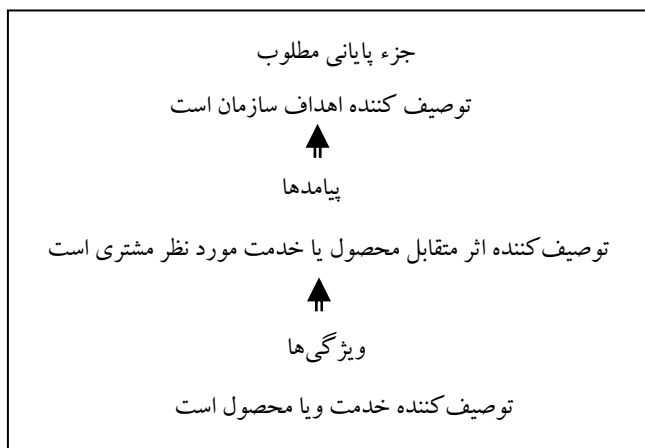 جزء پایانی مطلوب
توصیف کننده اهداف سازمان است
پیامدها
توصیف‌کننده اثر متقابل محصول یا خدمت مورد نظر مشتری است
ویژگی‌ها
توصیف‌کننده خدمت ویا محصول است